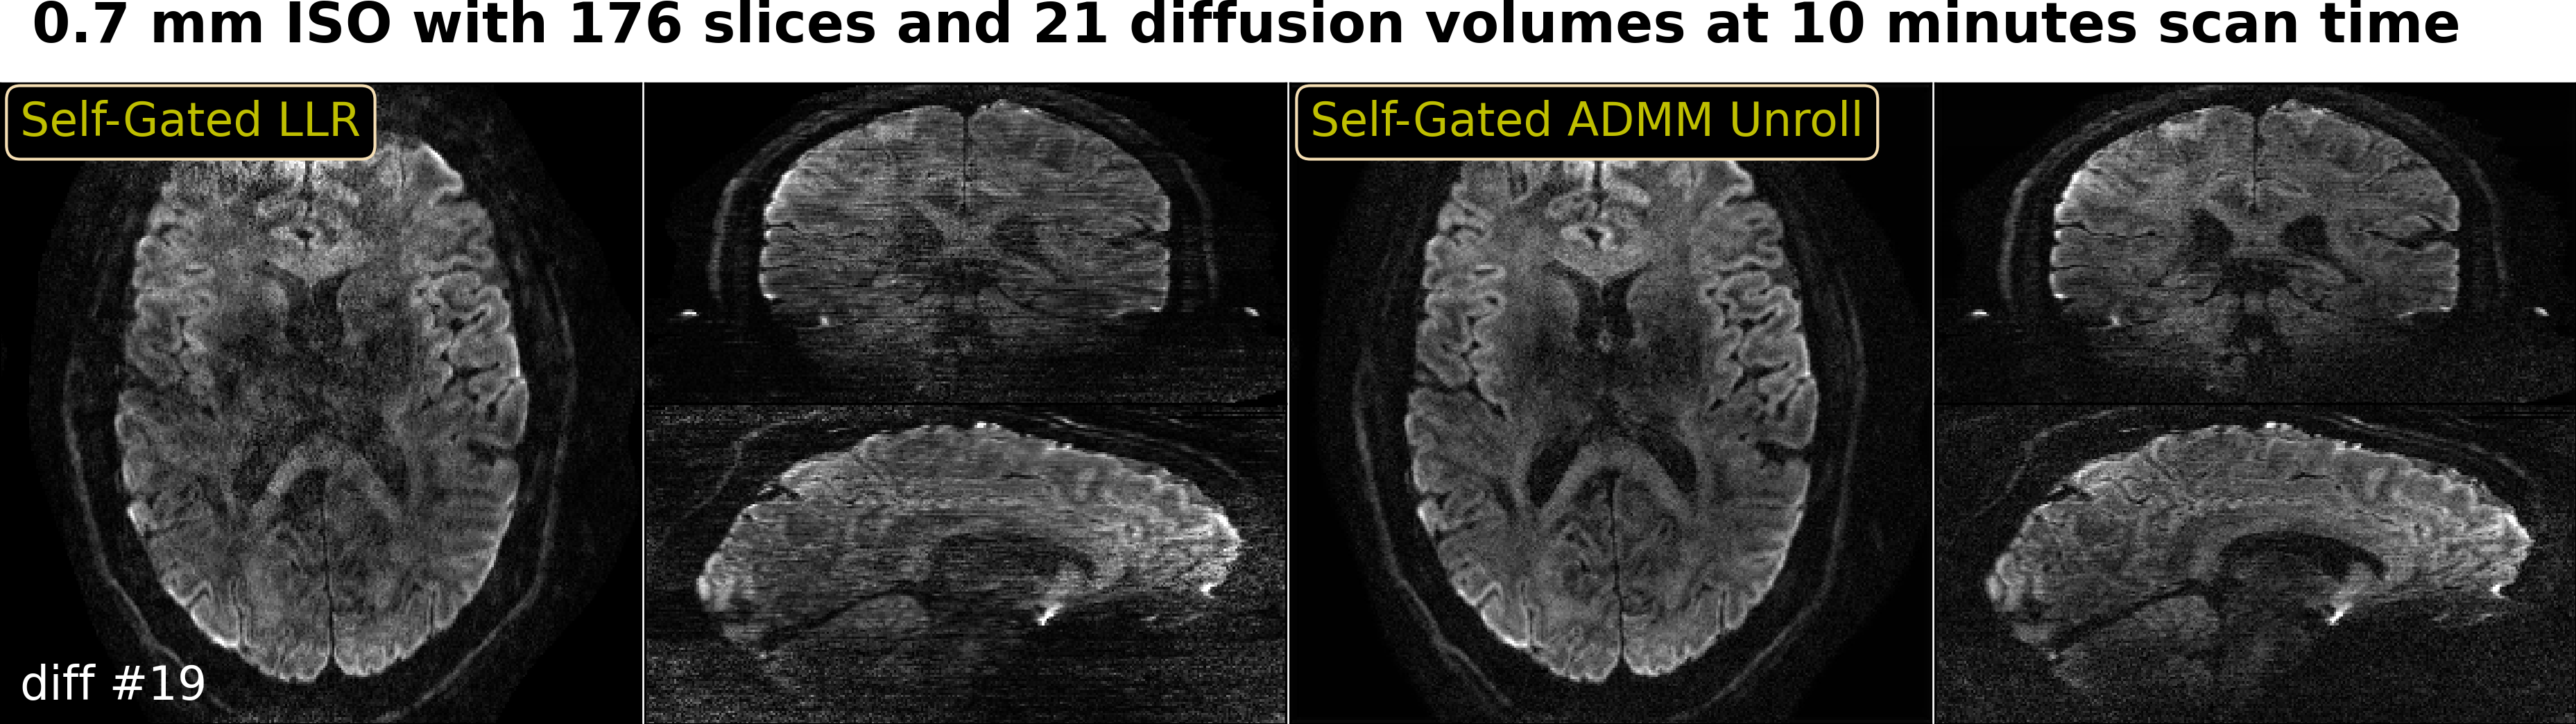 0.7 mm ISO with 176 slices and 21 diffusion volumes at 10 minutes scan time
Self-Gated LLR
Self-Gated ADMM Unroll
diff #19